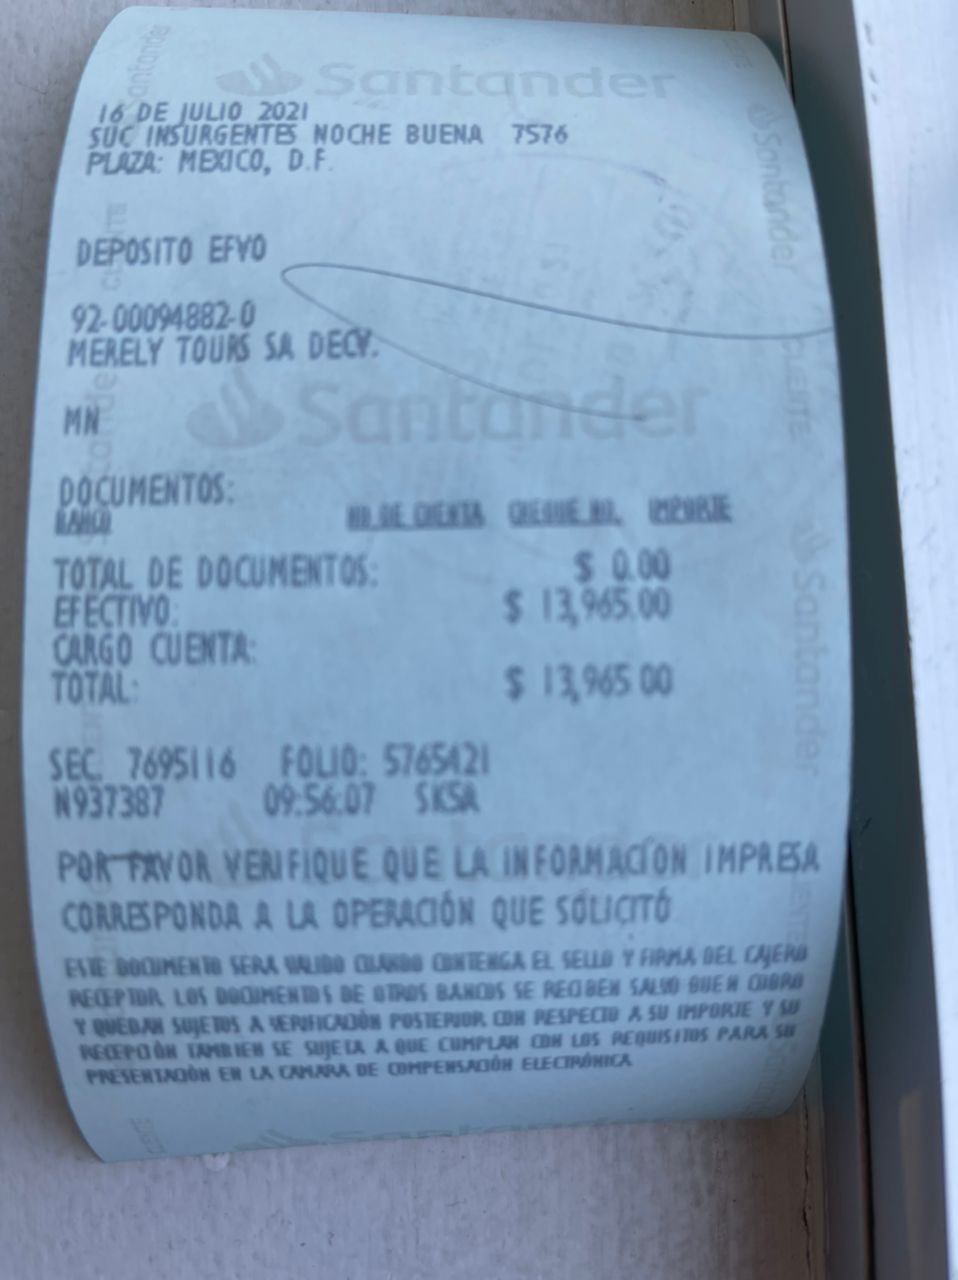 Santander
16 DE JULIO 2021
SUC INSURGENTES NOCHE BUENA 7576
PLAZA: MEXICO, D.F.
DEPOSITO EFVO
92-00094882-0
MERELY TOURS SA DECV.
Santander
MN
DOCUMENTOS:
BANCO NO. DE CUENTA CHEQUE NO. IMPORTE
TOTAL DE DOCUMENTOS: $ 0.00
EFECTIVO: $ 13,965.00
CARGO CUENTA:
TOTAL: $ 13,965.00
SEC. 7695116 FOLIO: 5765421
N937387 09:56:07 SKSA
POR FAVOR VERIFIQUE QUE LA INFORMACIÓN IMPRESA
CORRESPONDA A LA OPERACIÓN QUE SOLICITÓ
ESTE DOCUMENTO SERA VALIDO CUANDO CONTENGA EL SELLO Y FIRMA DEL CAJERO
RECEPTOR. LOS DOCUMENTOS DE OTROS BANCOS SE RECIBEN SALVO BUEN COBRO
Y QUEDAN SUJETOS A VERIFICACIÓN POSTERIOR CON RESPECTO A SU IMPORTE Y SU
RECEPCIÓN TAMBIEN SE SUJETA A QUE CUMPLAN CON LOS REQUISITOS PARA SU
PRESENTACIÓN EN LA CAMARA DE COMPENSACIÓN ELECTRÓNICA
Santander